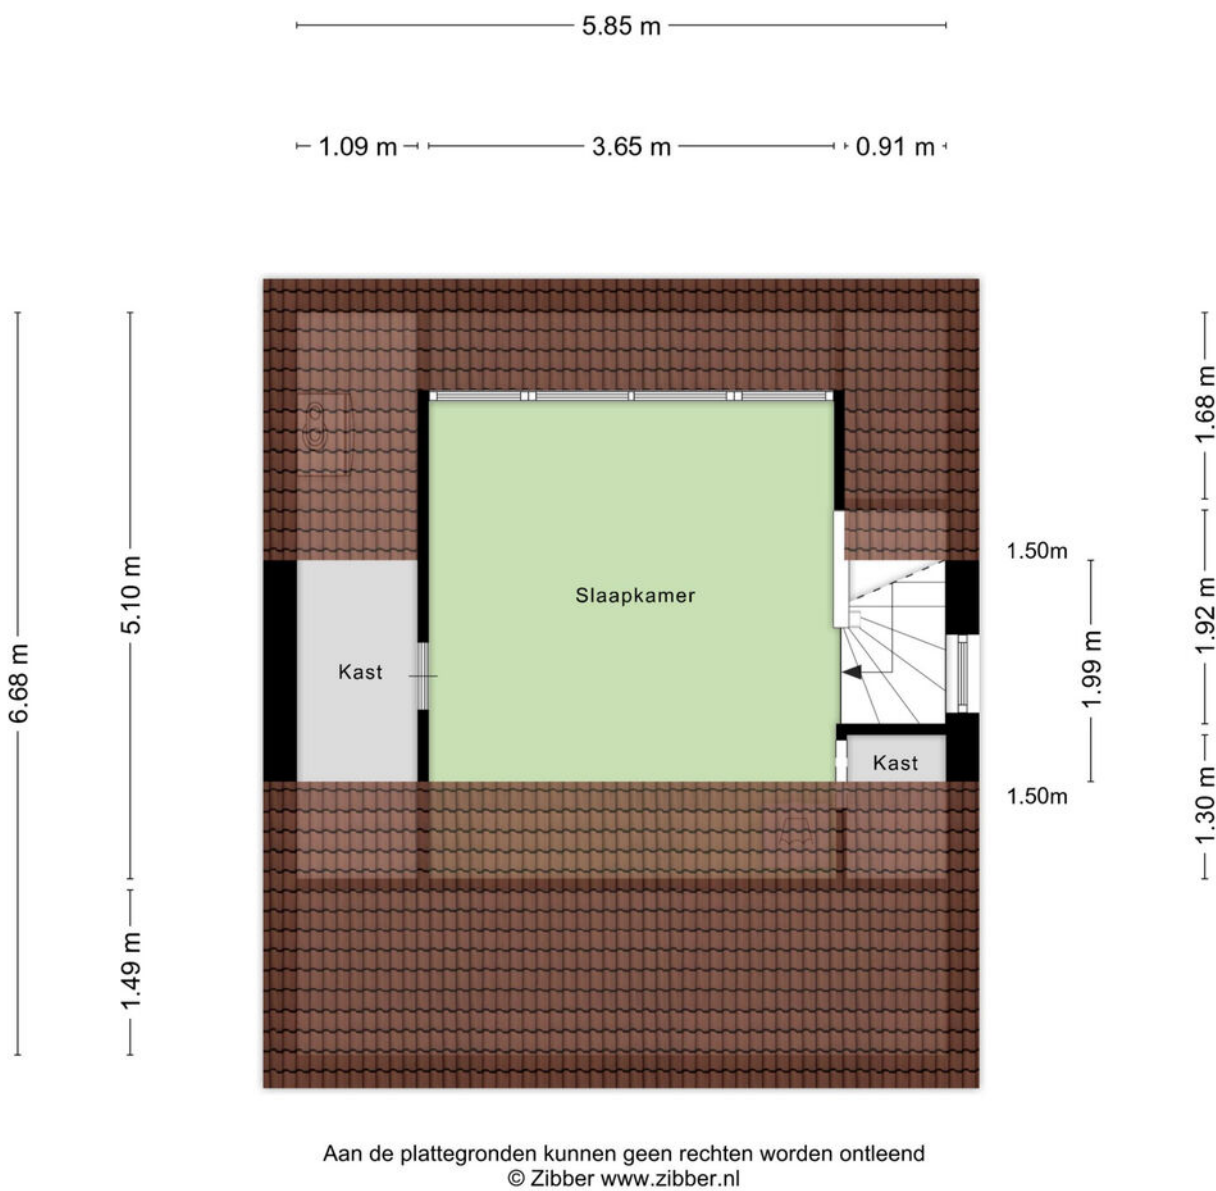 5.85 m
1.09 m
3.65 m
0.91 m
1.68 m
1.50m
5.10 m
Slaapkamer
1.92 m
6.68 m
Kast
1.99 m
Kast
1.50m
1.30 m
1.49 m
Aan de plattegronden kunnen geen rechten worden ontleend
© Zibber www.zibber.nl